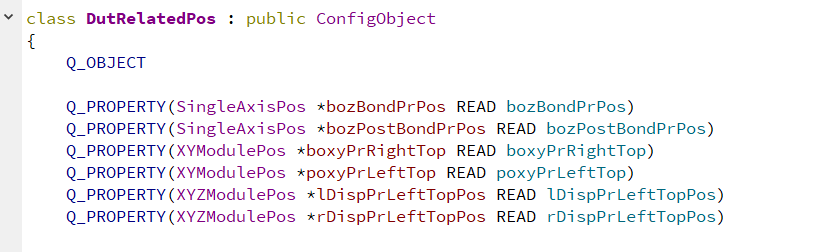 class DutRelatedPos : public ConfigObject
{
    Q_OBJECT
    Q_PROPERTY(SingleAxisPos *bozBondPrPos READ bozBondPrPos)
    Q_PROPERTY(SingleAxisPos *bozPostBondPrPos READ bozPostBondPrPos)
    Q_PROPERTY(XYModulePos *boxyPrRightTop READ boxyPrRightTop)
    Q_PROPERTY(XYModulePos *poxyPrLeftTop READ poxyPrLeftTop)
    Q_PROPERTY(XYZModulePos *lDispPrLeftTopPos READ lDispPrLeftTopPos)
    Q_PROPERTY(XYZModulePos *rDispPrLeftTopPos READ rDispPrLeftTopPos)